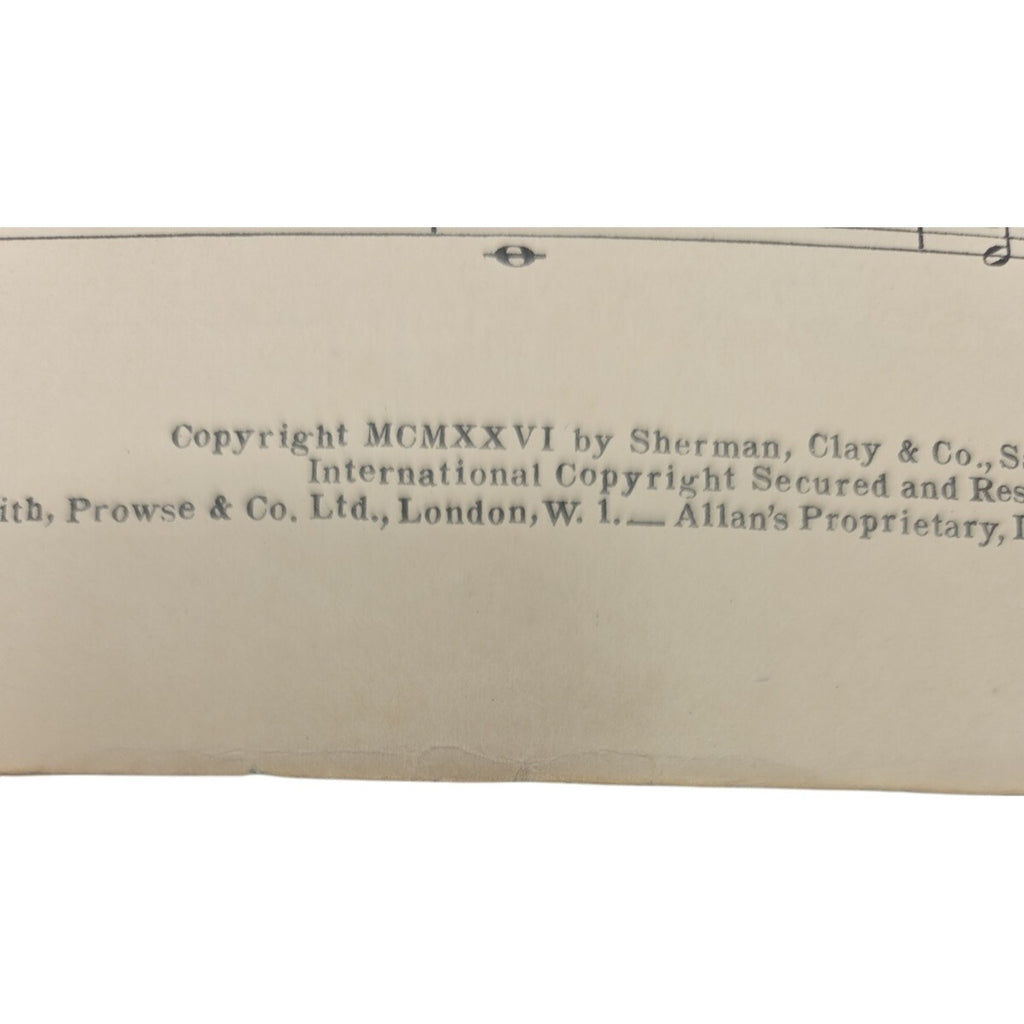 Copyright MCMXXVI by Sherman, Clay & Co.,
International Copyright Secured and
Prowse & Co. Ltd., London, W. 1.— Allan's Proprietary,